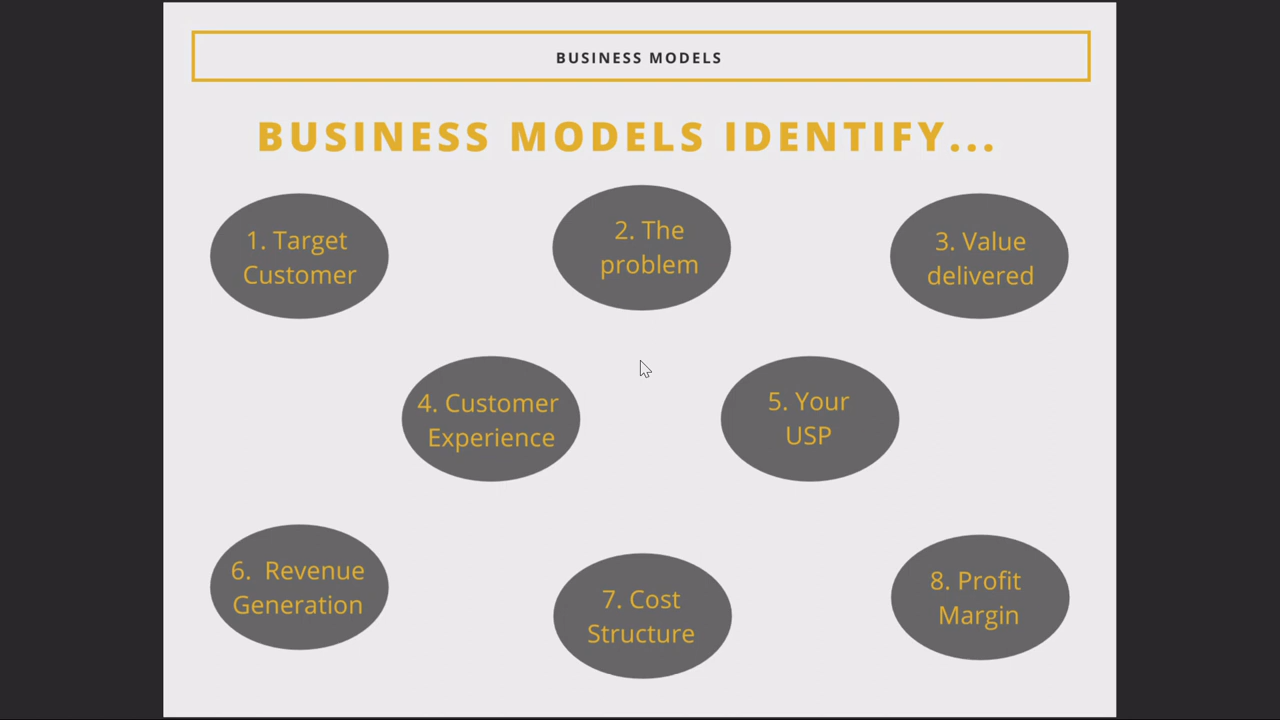 BUSINESS MODELS
BUSINESS MODELS IDENTIFY...
1. Target
Customer
2. The
problem
3. Value
delivered
4. Customer
Experience
5. Your
USP
6. Revenue
Generation
7. Cost
Structure
8. Profit
Margin